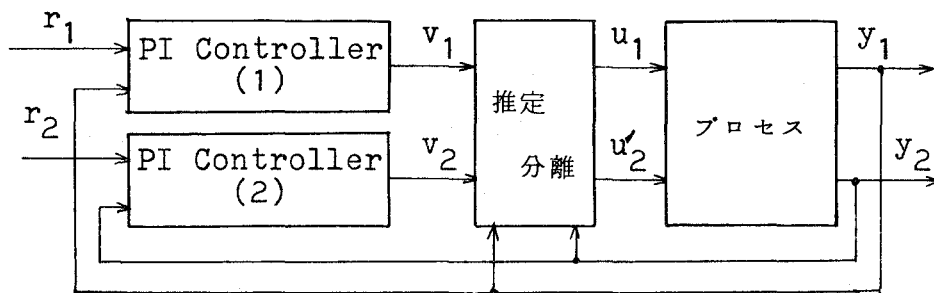 r1
PI Controller
(1)
v1
u1
y1
推定
プロセス
r2
PI Controller
(2)
v2
分離
u2
y2